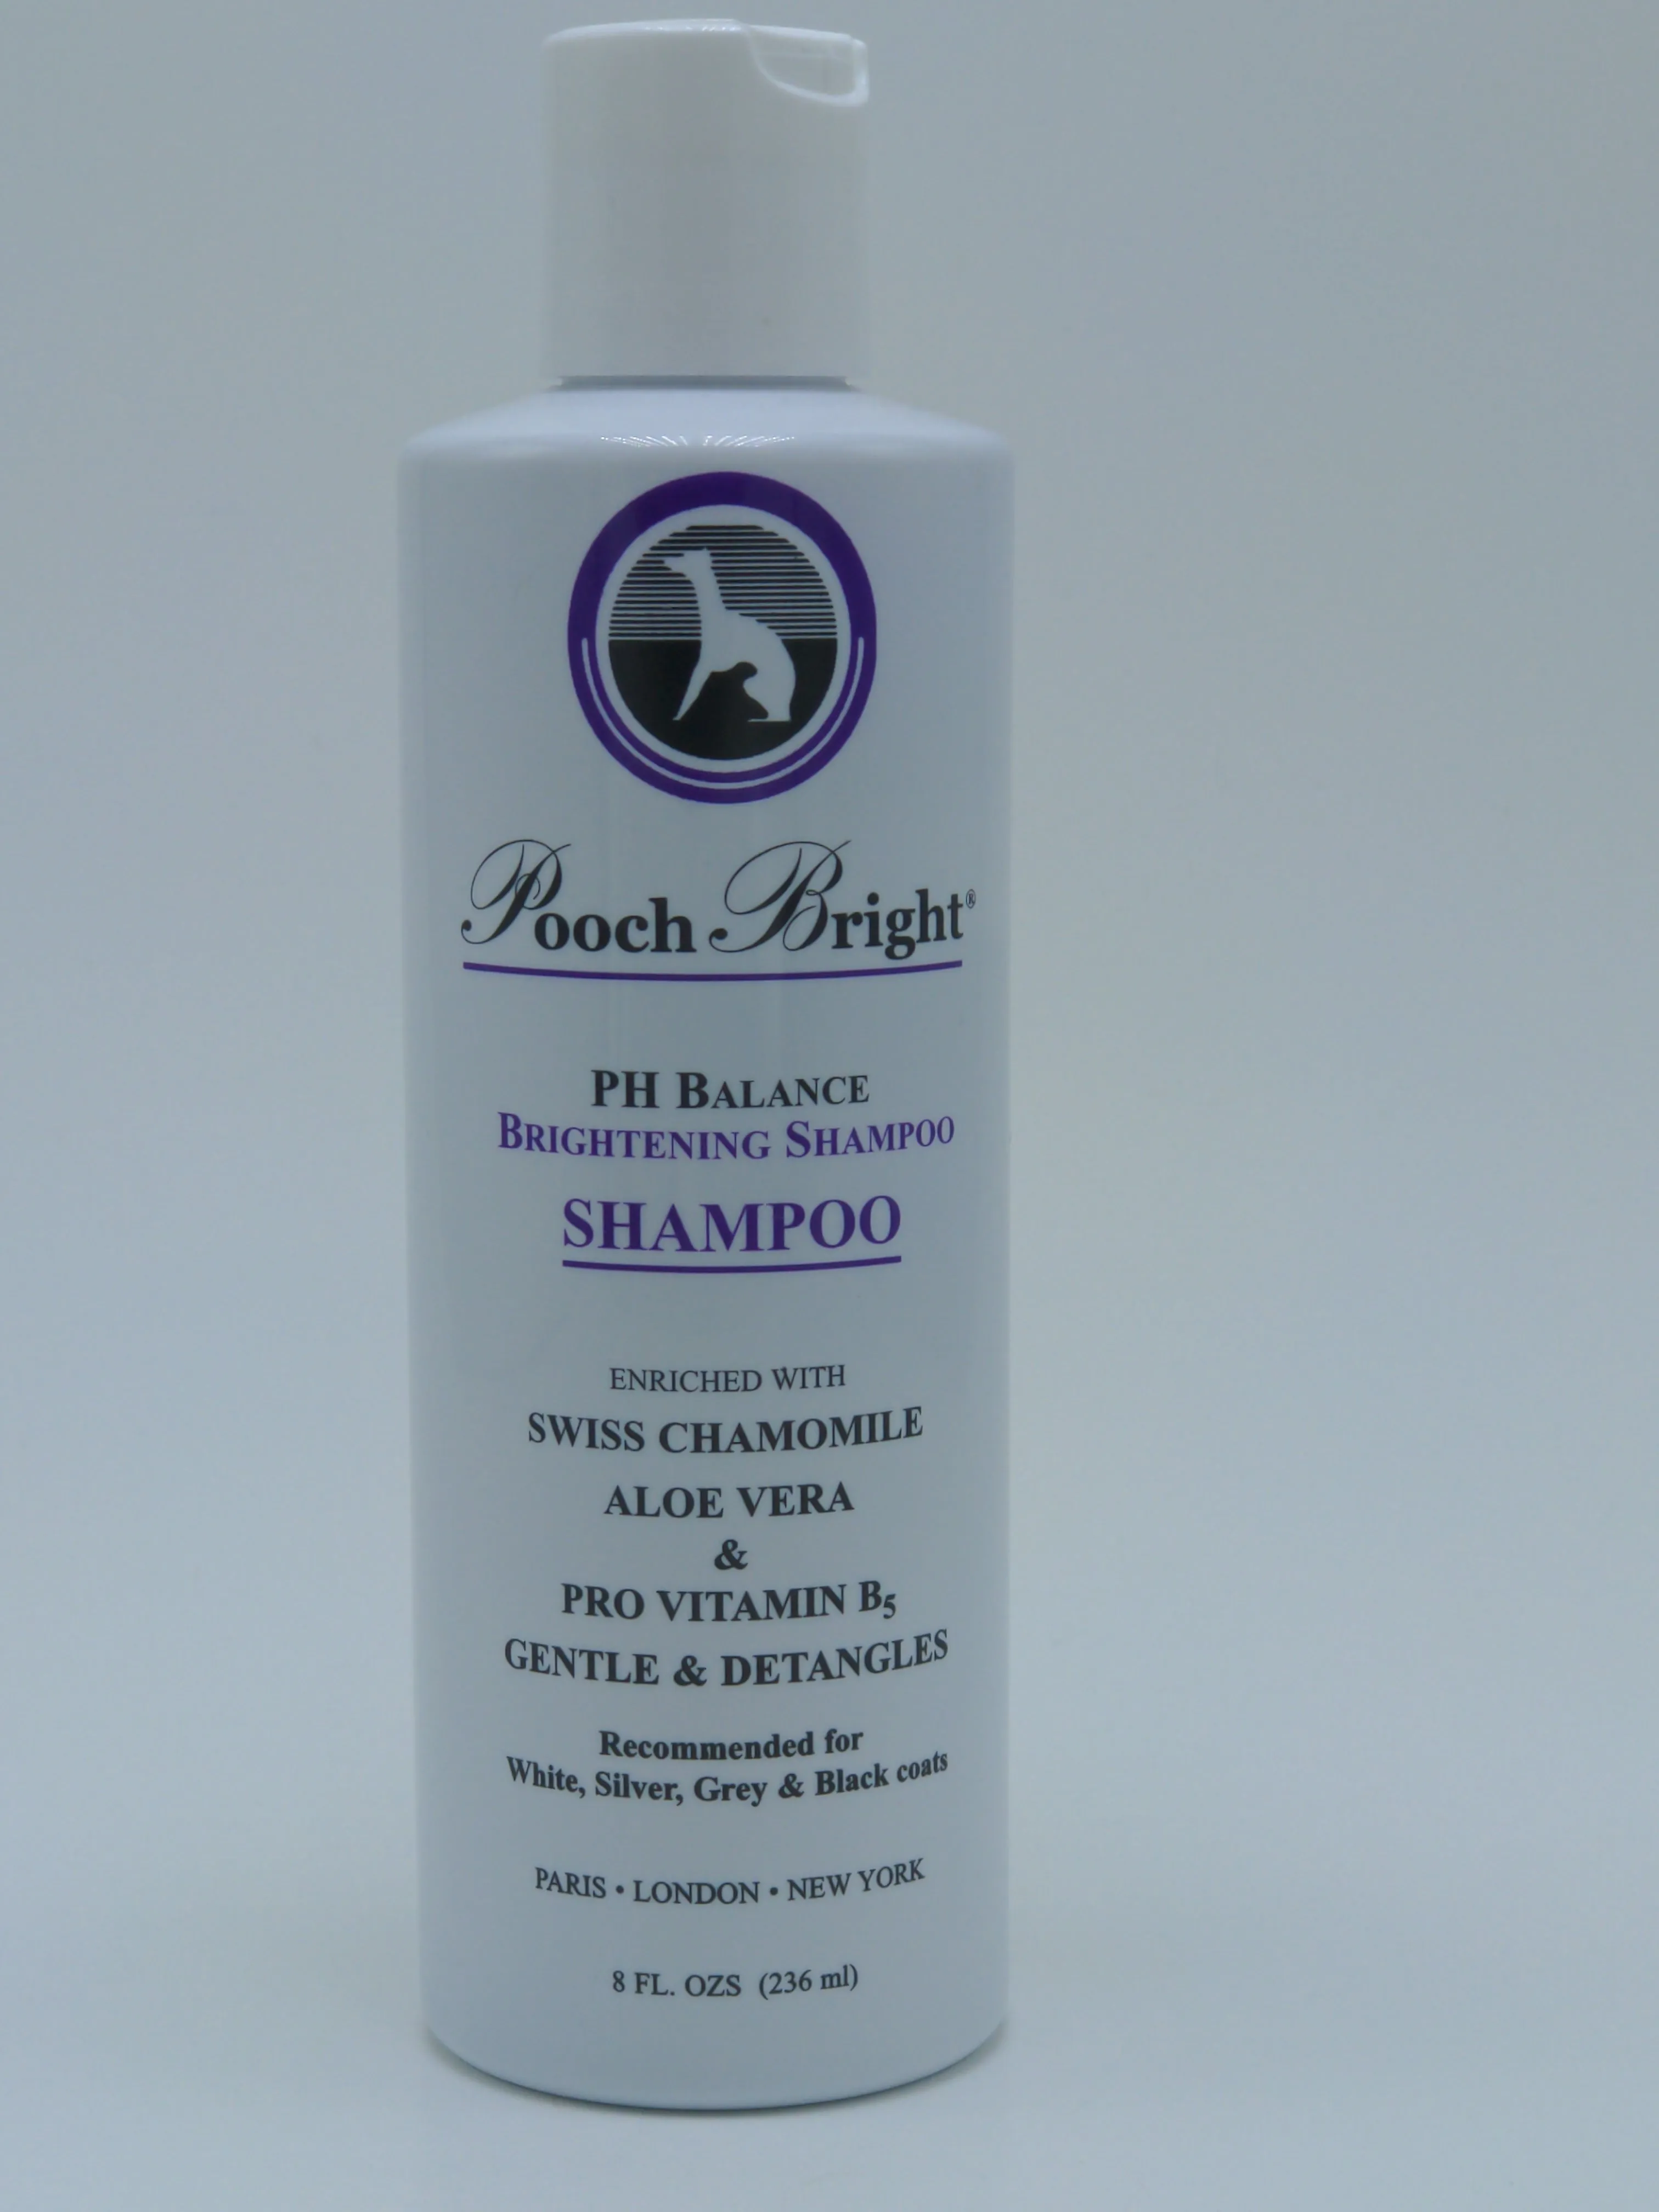 Pooch Bright®
PH BALANCE
BRIGHTENING SHAMPOO
SHAMPOO
ENRICHED WITH
SWISS CHAMOMILE
ALOE VERA
&
PRO VITAMIN B₅
GENTLE & DETANGLES
Recommended for
White, Silver, Grey & Black coats
PARIS • LONDON • NEW YORK
8 FL. OZS (236 ml)